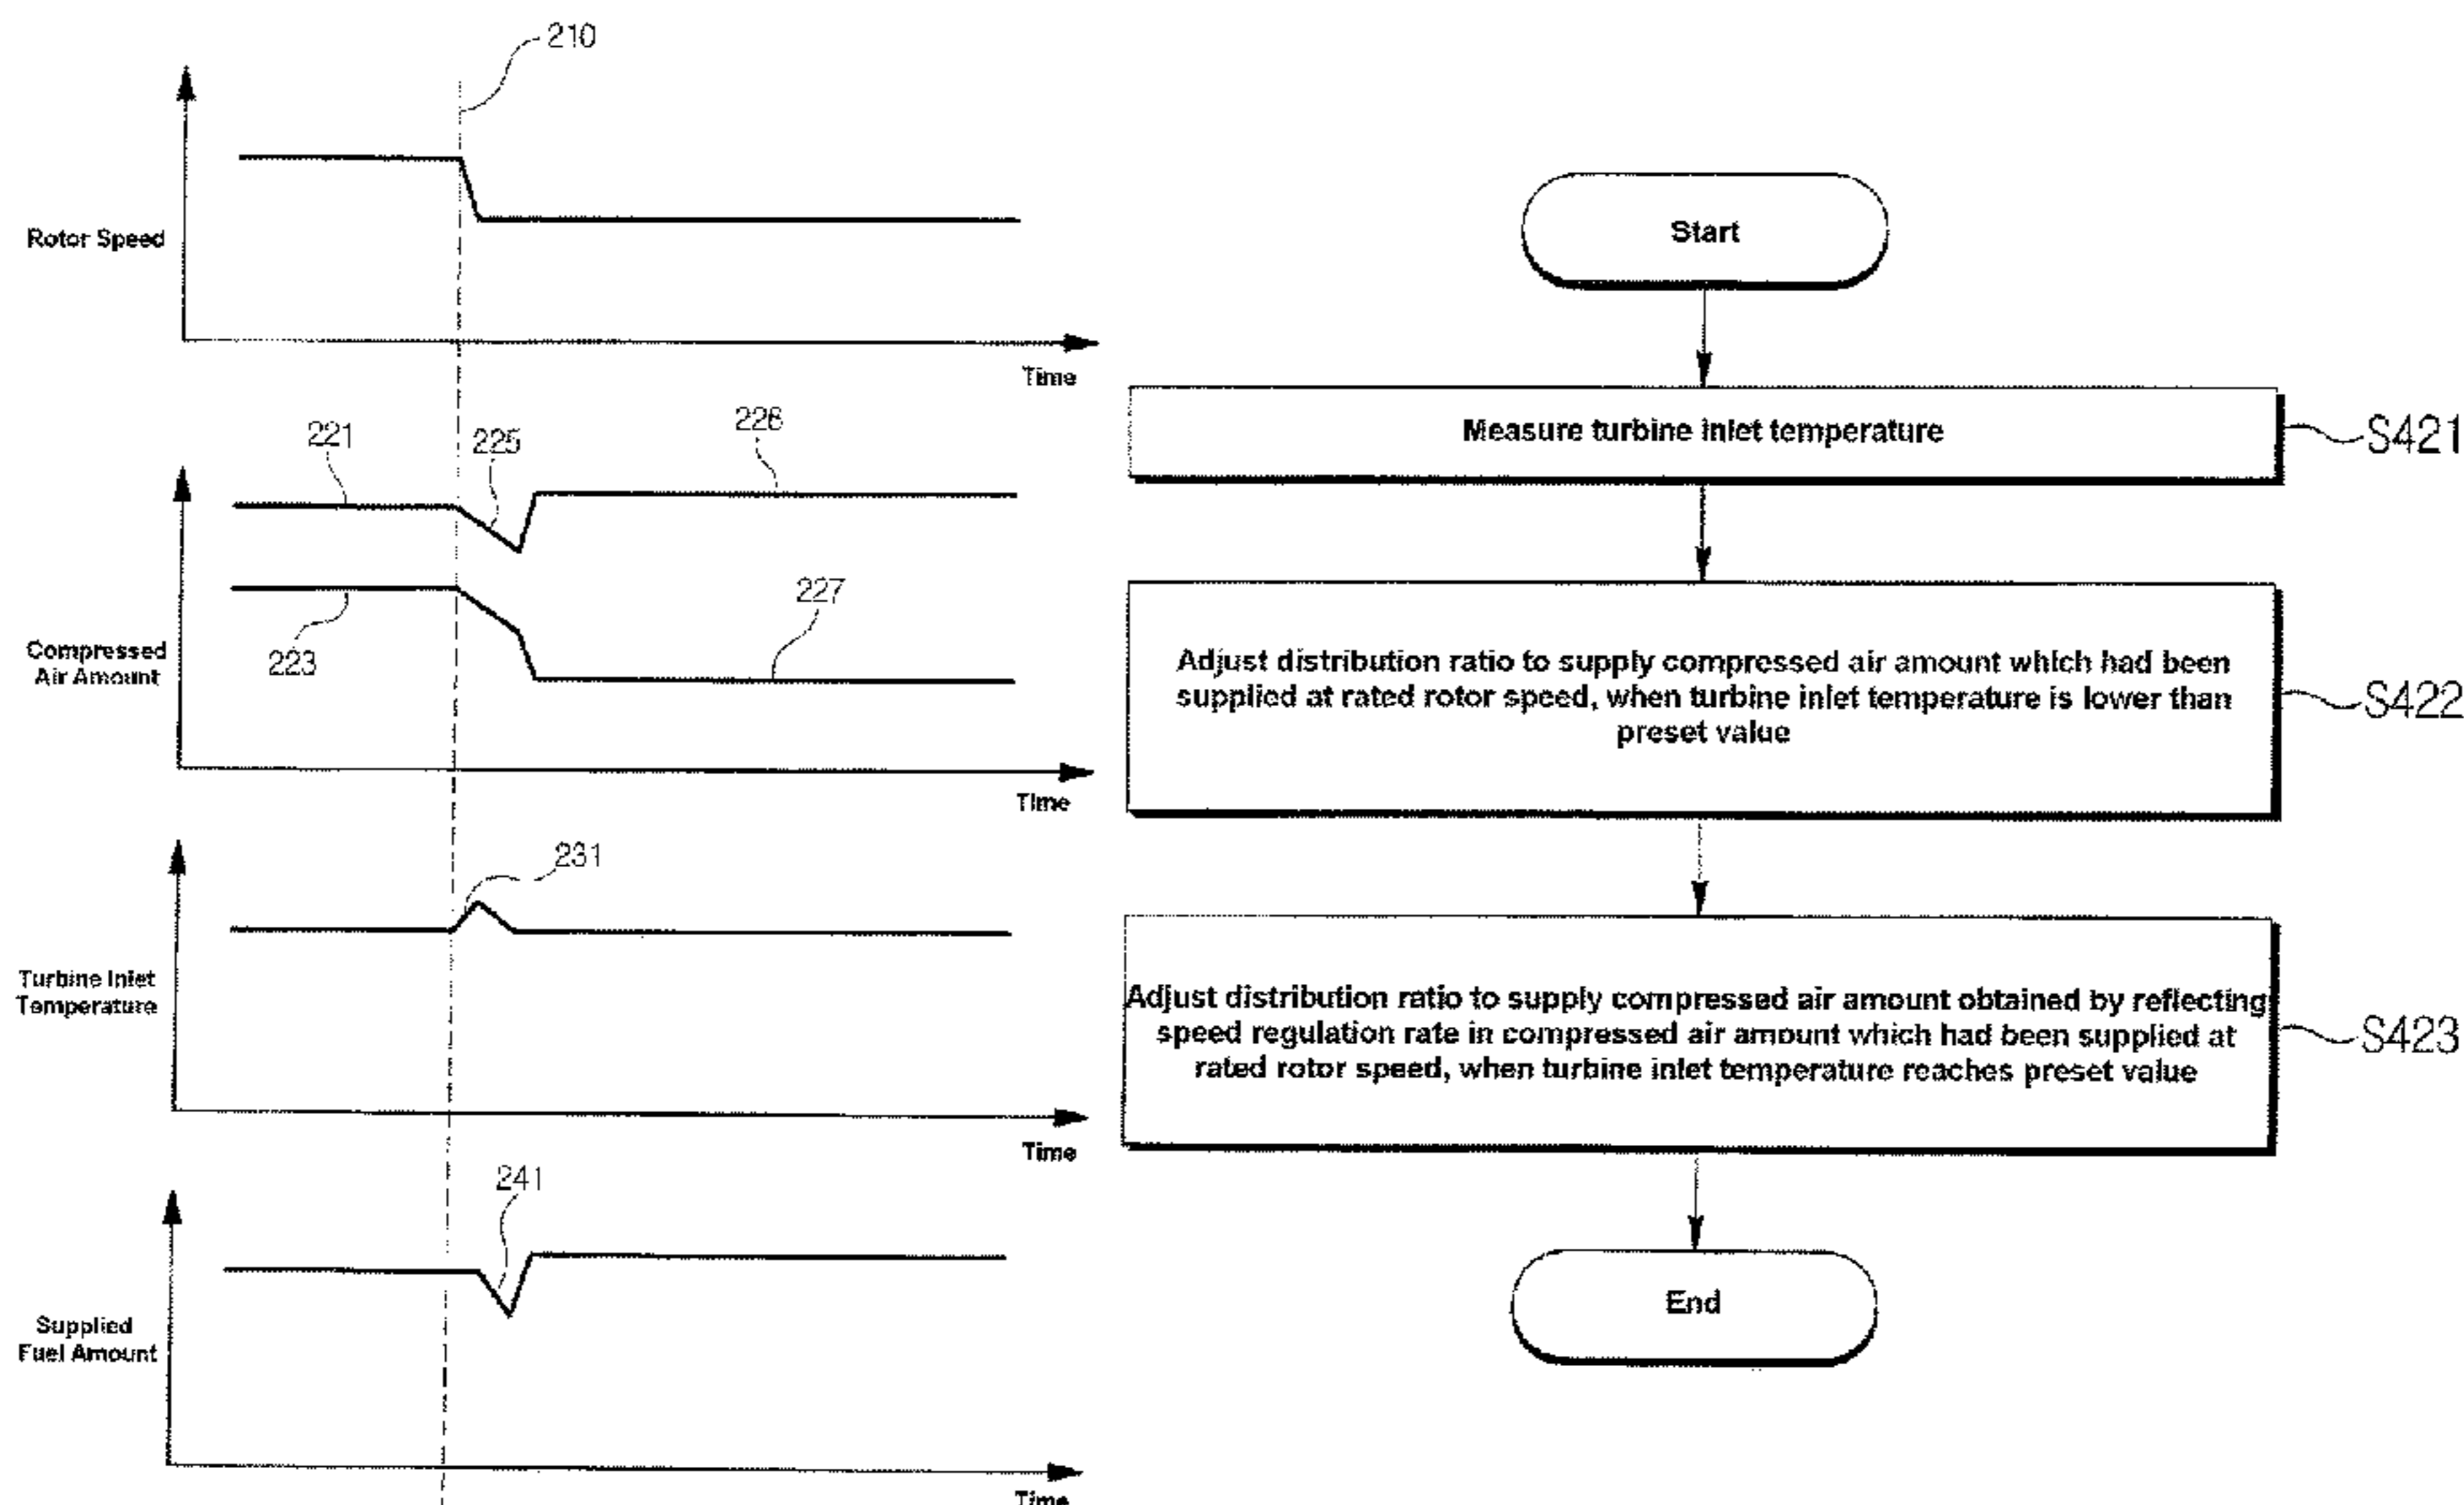 210
Rotor Speed
Time
221
225
226
223
227
Compressed
Air Amount
Time
231
Turbine Inlet
Temperature
Time
241
Supplied
Fuel Amount
Time
Start
Measure turbine inlet temperature
S421
Adjust distribution ratio to supply compressed air amount which had been
supplied at rated rotor speed, when turbine inlet temperature is lower than
preset value
S422
Adjust distribution ratio to supply compressed air amount obtained by reflecting
speed regulation rate in compressed air amount which had been supplied at
rated rotor speed, when turbine inlet temperature reaches preset value
S423
End